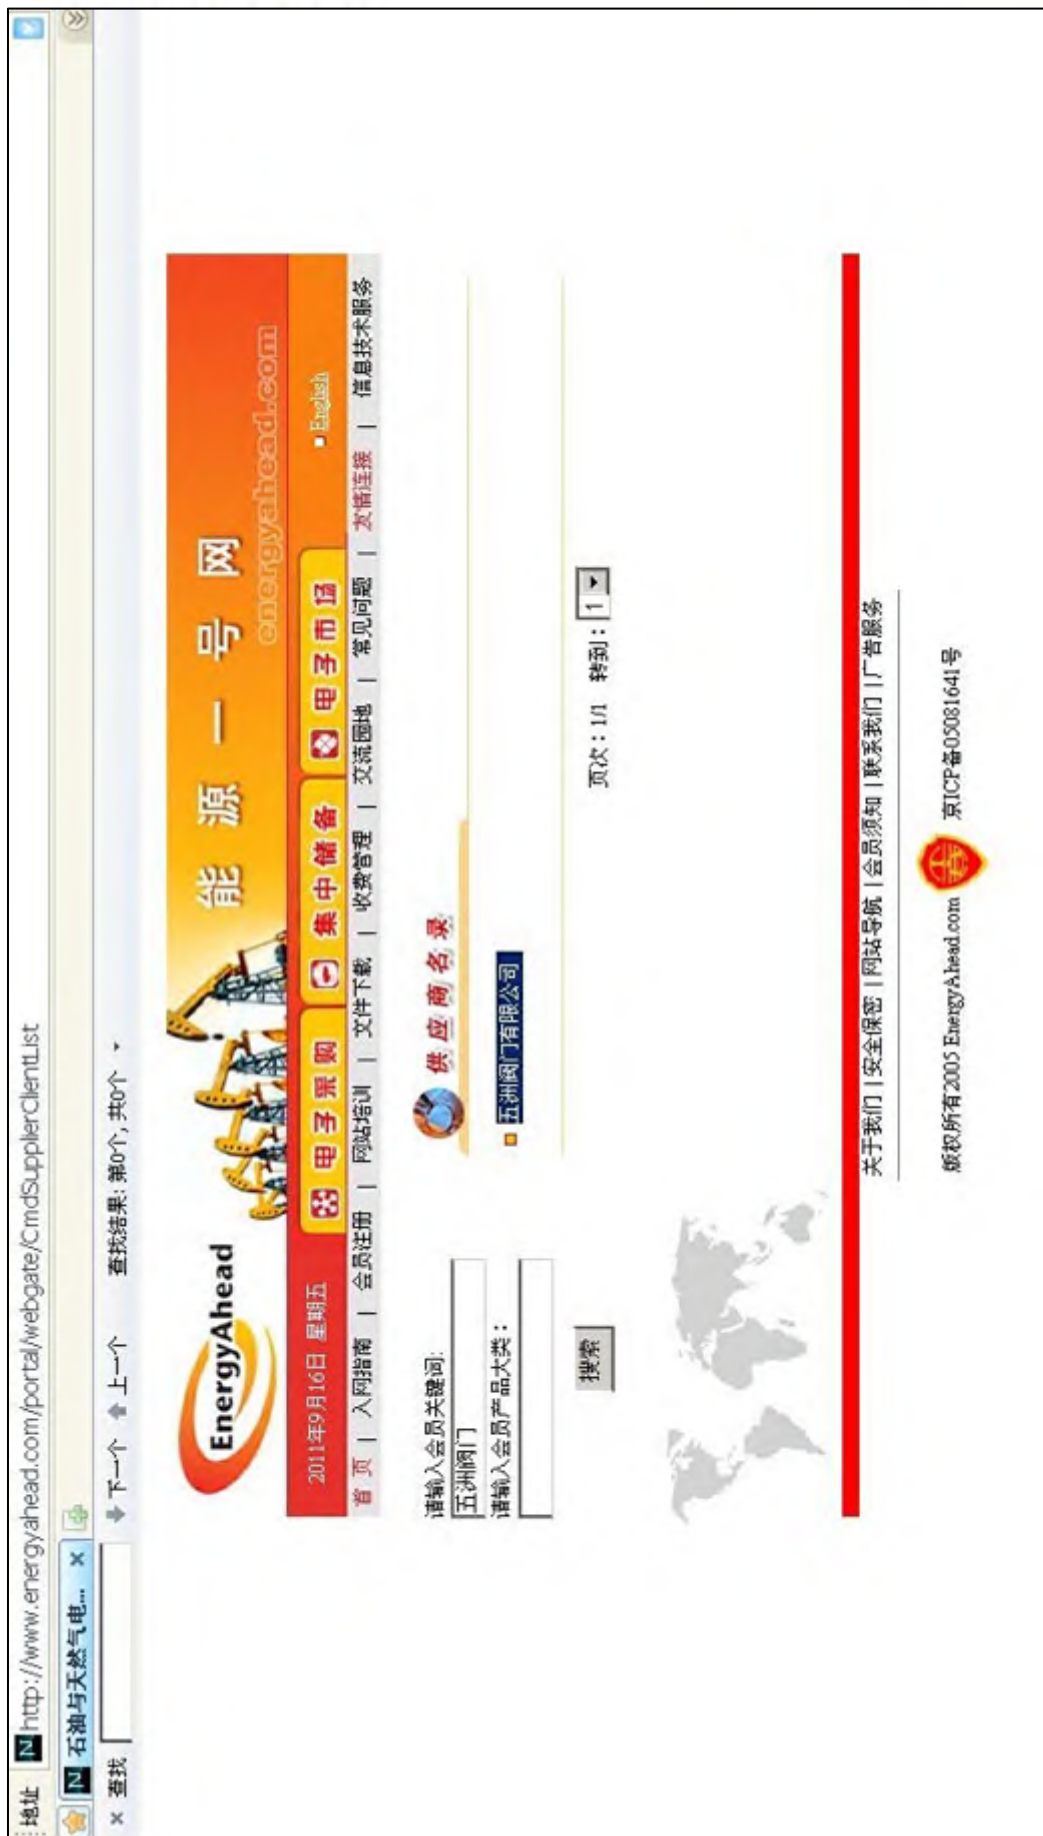 地址 http://www.energyahead.com/portal/webgate/CmdSupplierClientList
石油与天然气电...
× 查找 下一个 上一个 查找结果: 第0个, 共0个
EnergyAhead
能源一号网
energyahead.com
2011年9月16日 星期五 电子采购 集中储备 电子市场 English
首页 | 入网指南 | 会员注册 | 网站培训 | 文件下载 | 收费管理 | 交流园地 | 常见问题 | 友情连接 | 信息技术服务
请输入会员关键词:
五洲阀门
请输入会员产品大类：
搜索
供应商名录
五洲阀门有限公司
页次：1/1 转到：1
关于我们 | 安全保密 | 网站导航 | 会员须知 | 联系我们 | 广告服务
版权所有2005 EnergyAhead.com 京ICP备05081641号